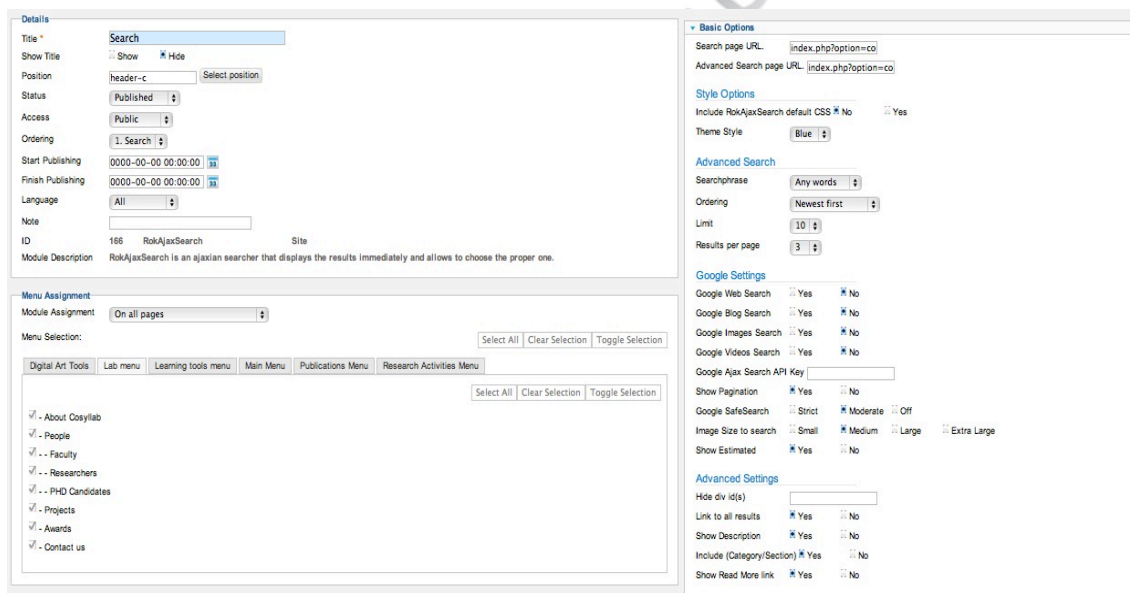 Details
Title * Search
Show Title Show Hide
Position header-c Select position
Status Published
Access Public
Ordering 1. Search
Start Publishing 0000-00-00 00:00:00 23
Finish Publishing 0000-00-00 00:00:00 23
Language All
Note
ID 166 RokAjaxSearch Site
Module Description RokAjaxSearch is an ajaxian searcher that displays the results immediately and allows to choose the proper one.
Menu Assignment
Module Assignment On all pages
Menu Selection: Select All Clear Selection Toggle Selection
Digital Art Tools Lab menu Learning tools menu Main Menu Publications Menu Research Activities Menu
Select All Clear Selection Toggle Selection
- About Cosyllab
- People
- - Faculty
- - Researchers
- - PHD Candidates
- Projects
- Awards
- Contact us
Basic Options
Search page URL. index.php?option=co
Advanced Search page URL. index.php?option=co
Style Options
Include RokAjaxSearch default CSS No Yes
Theme Style Blue
Advanced Search
Searchphrase Any words
Ordering Newest first
Limit 10
Results per page 3
Google Settings
Google Web Search Yes No
Google Blog Search Yes No
Google Images Search Yes No
Google Videos Search Yes No
Google Ajax Search API Key
Show Pagination Yes No
Google SafeSearch Strict Moderate Off
Image Size to search Small Medium Large Extra Large
Show Estimated Yes No
Advanced Settings
Hide div id(s)
Link to all results Yes No
Show Description Yes No
Include (Category/Section) Yes No
Show Read More link Yes No